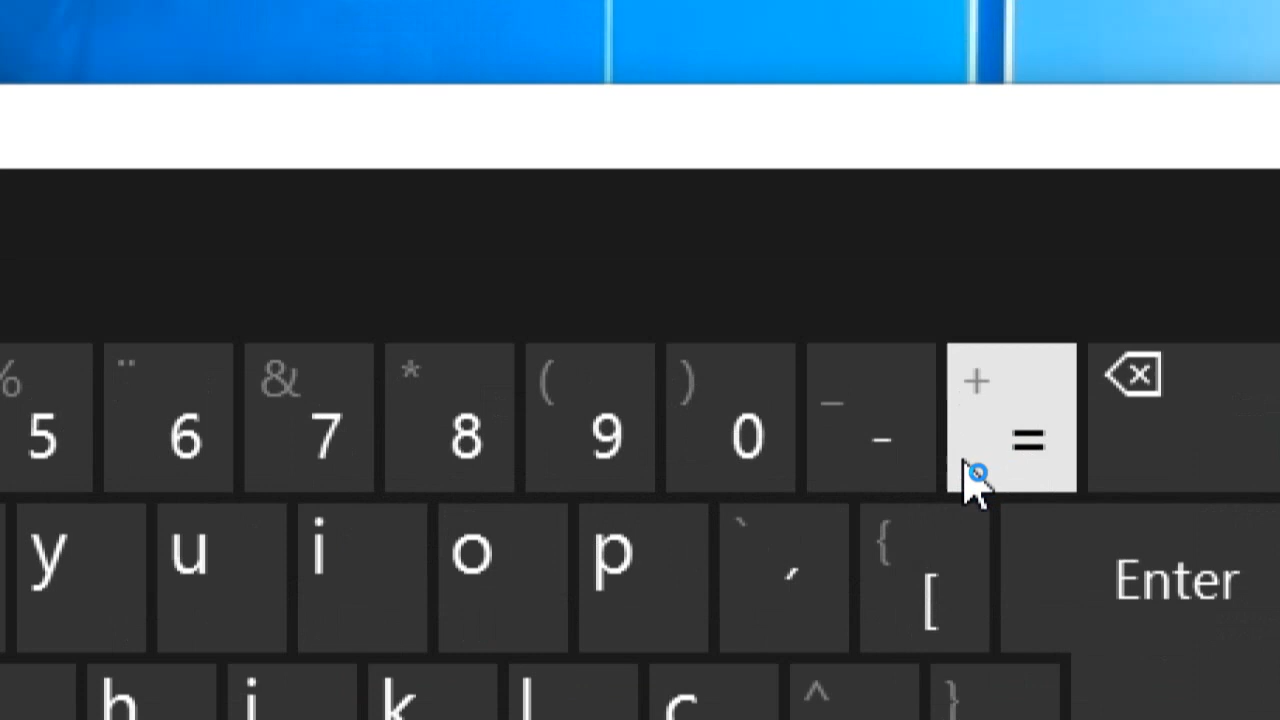 % ¨ & * ( ) _ +
5 6 7 8 9 0 - =
` {
y u i o p ´ [ Enter
^ }
h j k l